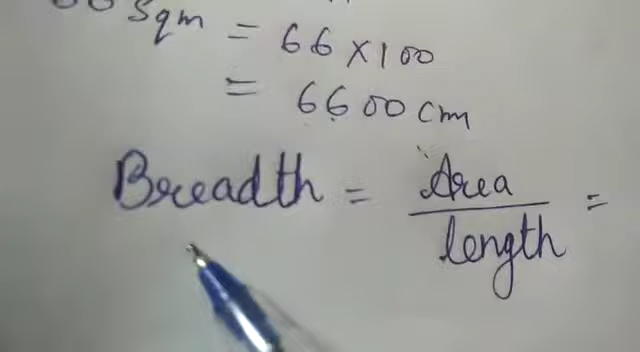 Sqm = 66 × 100
= 6600 cm
Breadth = Area / length =